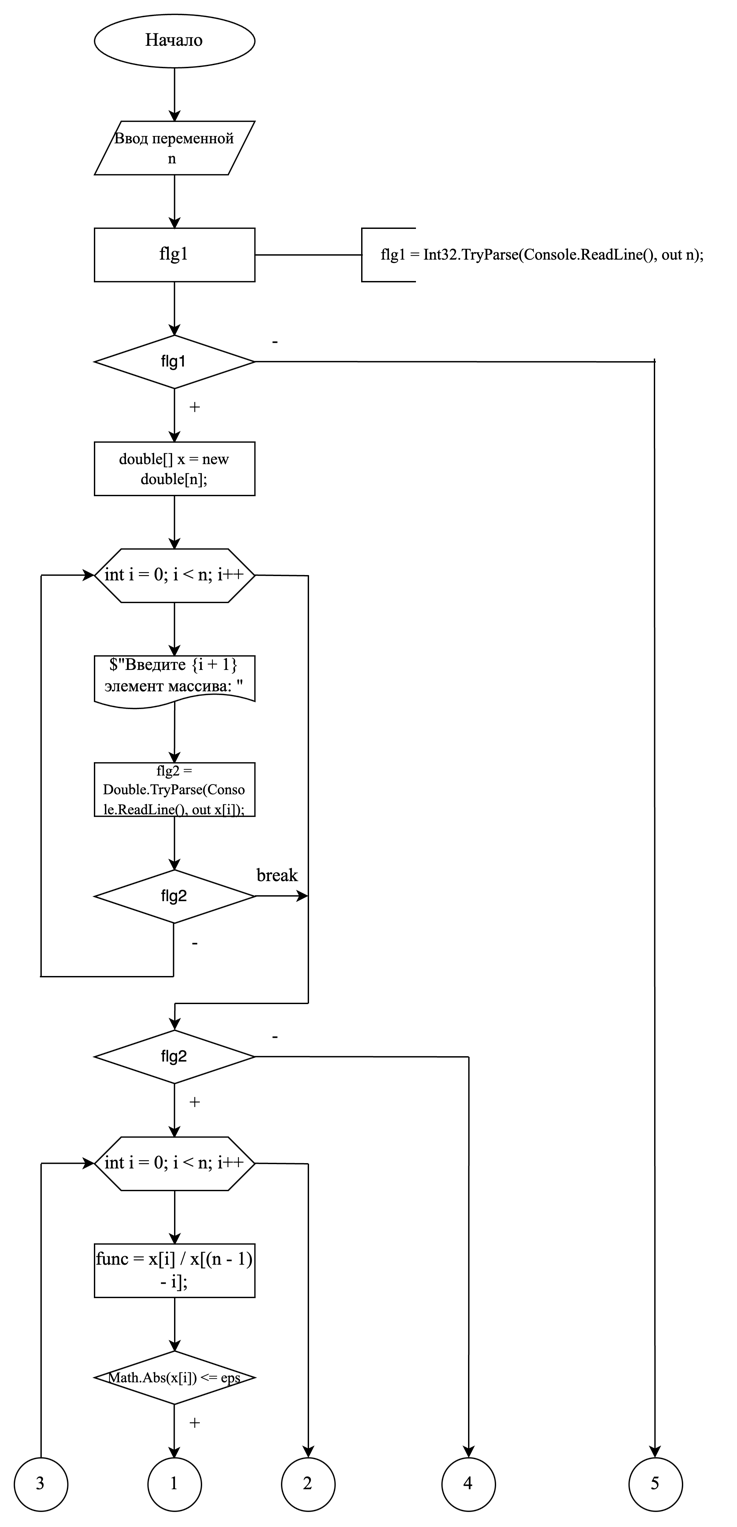 Начало
Ввод переменной
n
flg1
flg1 = Int32.TryParse(Console.ReadLine(), out n);
flg1
-
+
double[] x = new
double[n];
int i = 0; i < n; i++
$"Введите {i + 1}
элемент массива: "
flg2 =
Double.TryParse(Conso
le.ReadLine(), out x[i]);
flg2
break
-
flg2
-
+
int i = 0; i < n; i++
func = x[i] / x[(n - 1)
- i];
Math.Abs(x[i]) <= eps
+
3
1
2
4
5